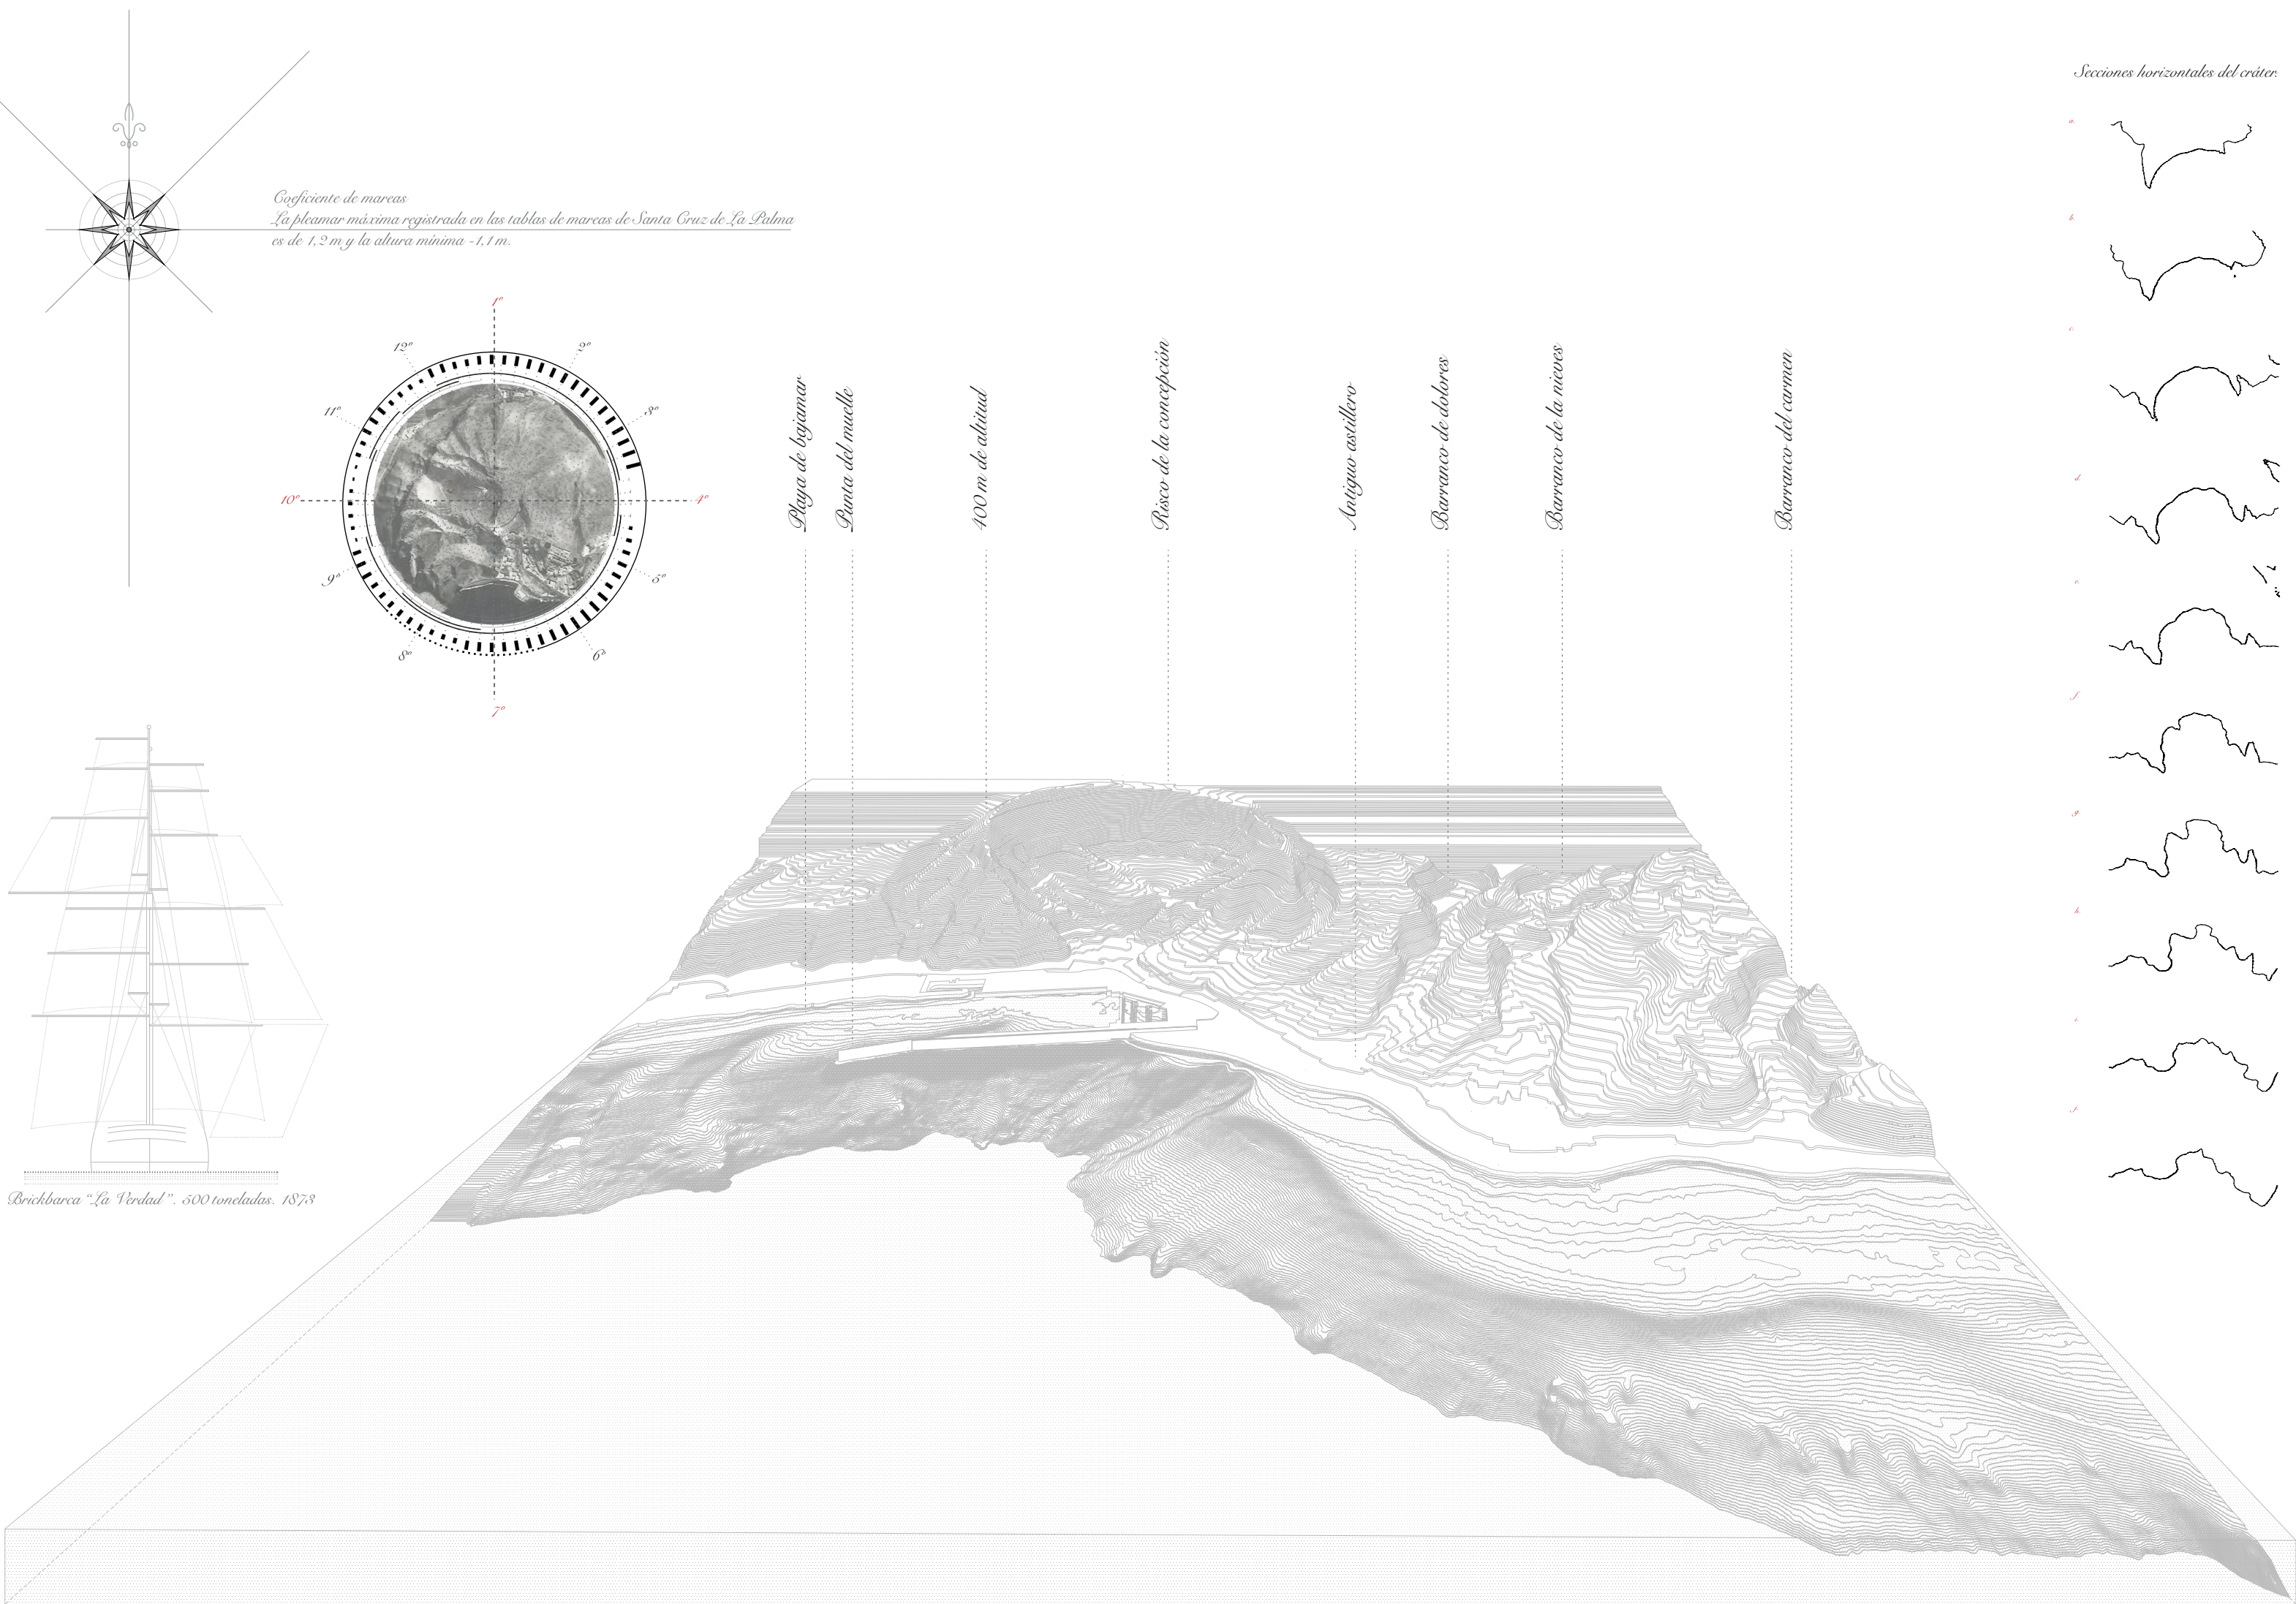 Secciones horizontales del cráter.
Coeficiente de mareas
La pleamar máxima registrada en las tablas de mareas de Santa Cruz de La Palma
es de 1,2 m y la altura mínima -1,1 m.
1º
2º
3º
4º
5º
6º
7º
8º
9º
10º
11º
12º
Playa de bajamar
Punta del muelle
400 m de altitud
Risco de la concepción
Antiguo astillero
Barranco de dolores
Barranco de la nieves
Barranco del carmen
a.
b.
c.
d.
e.
f.
g.
h.
Brickbarca “La Verdad”. 500 toneladas. 1873